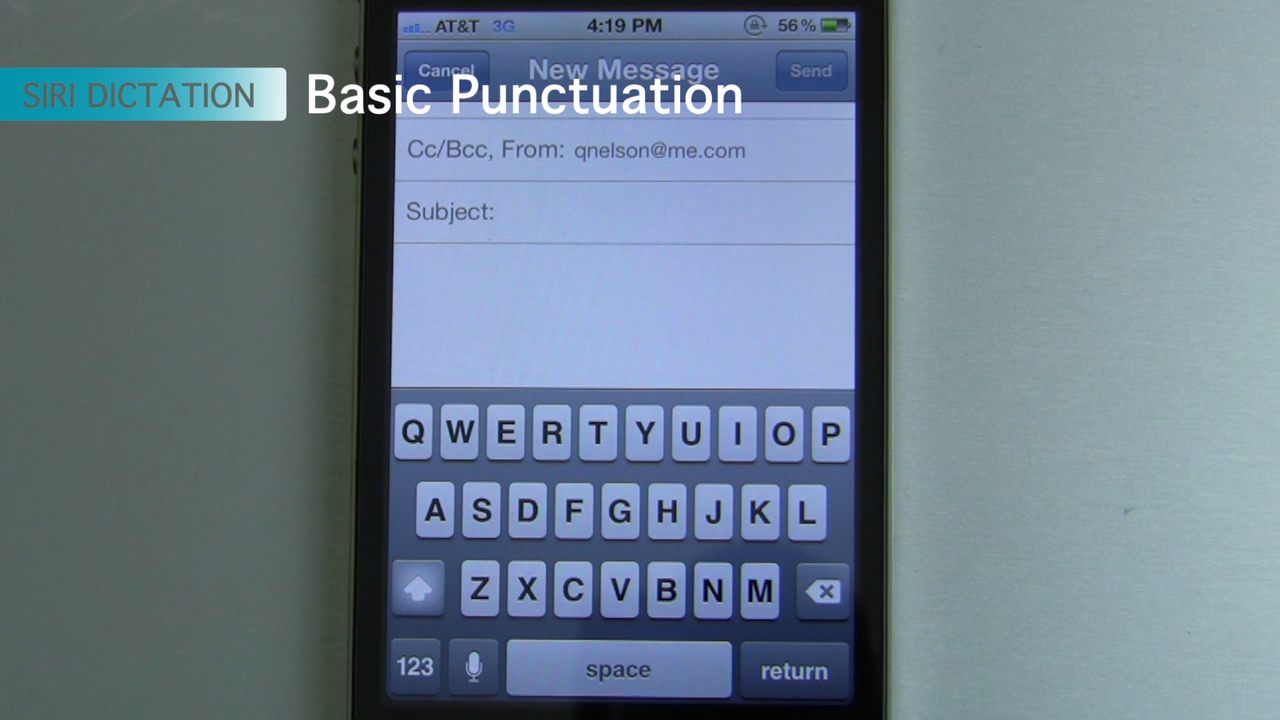 AT&T 3G 4:19 PM 56%
Cancel New Message Send
SIRI DICTATION Basic Punctuation
Cc/Bcc, From: qnelson@me.com
Subject:
Q W E R T Y U I O P
A S D F G H J K L
Z X C V B N M
123 space return